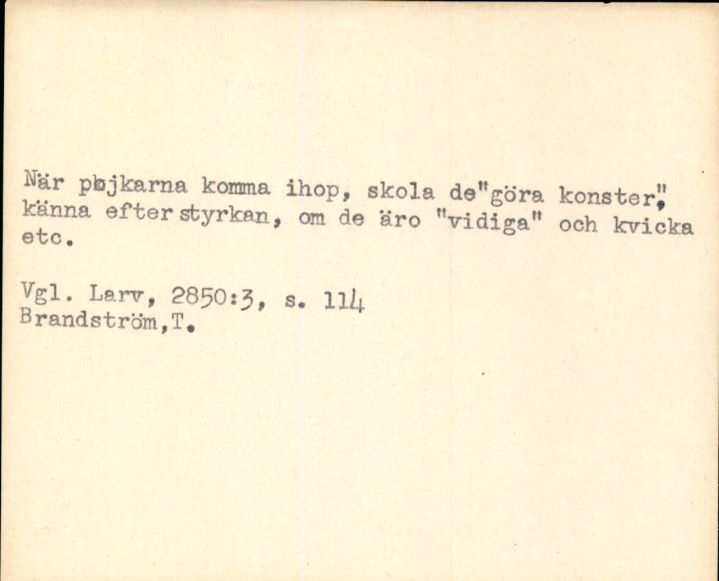 När pojkarna komma ihop, skola de"göra konster",
känna efter styrkan, om de äro "vidiga" och kvicka
etc.
Vgl. Larv, 2850:3, s. 114
Brandström,T.